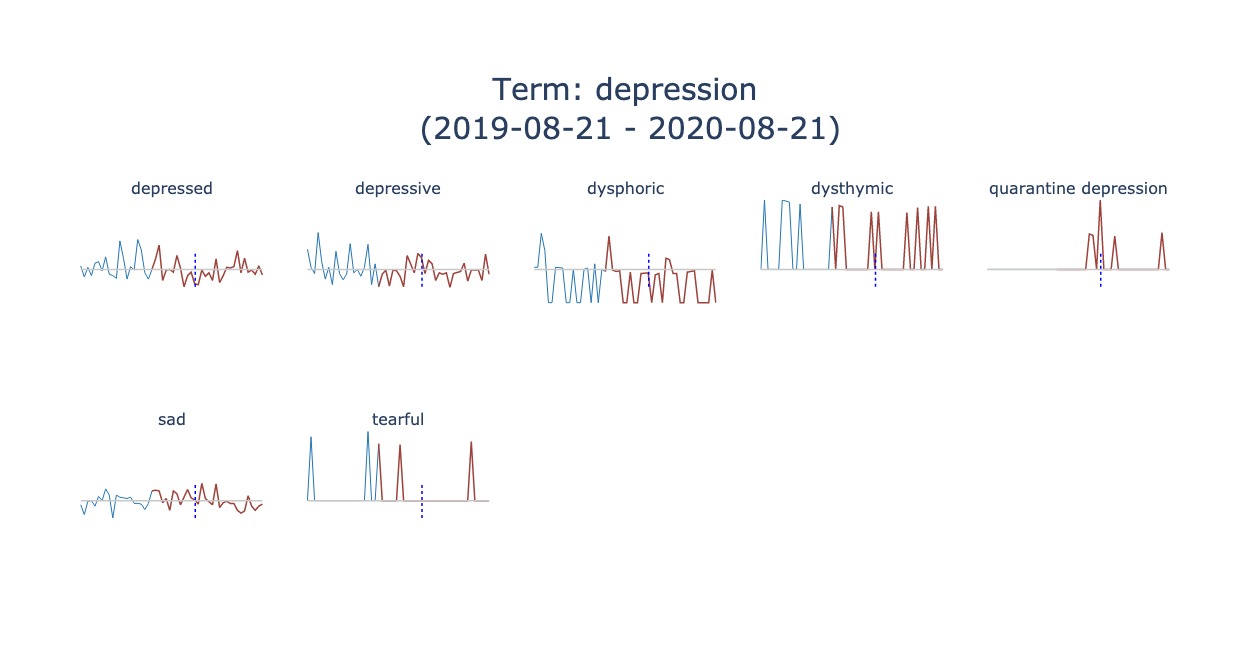 Term: depression
(2019-08-21 - 2020-08-21)
depressed
depressive
dysphoric
dysthymic
quarantine depression
sad
tearful